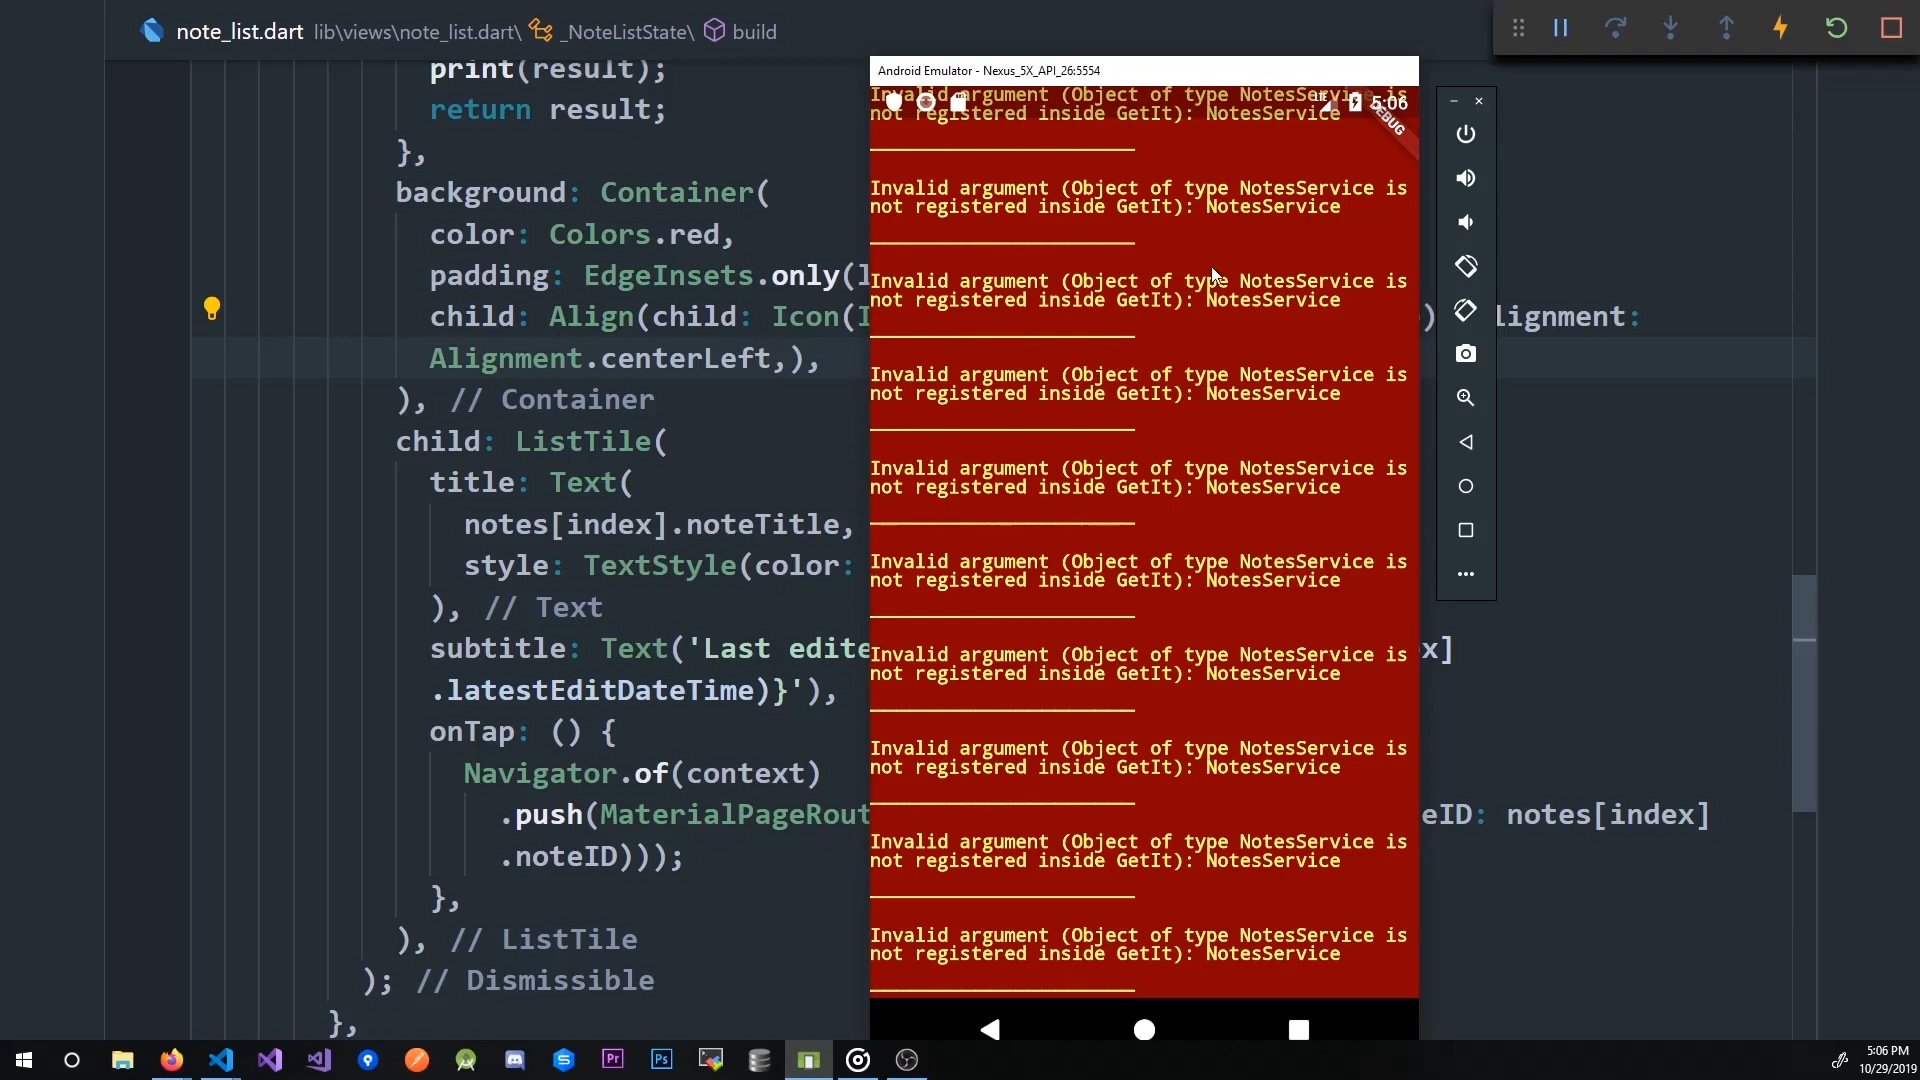 note_list.dart lib\views\note_list.dart\ _NoteListState\ build
print(result);
return result;
},
background: Container(
color: Colors.red,
padding: EdgeInsets.only(
child: Align(child: Icon( ) lignment:
Alignment.centerLeft,),
), // Container
child: ListTile(
title: Text(
notes[index].noteTitle,
style: TextStyle(color:
), // Text
subtitle: Text('Last edite x]
.latestEditDateTime)}'),
onTap: () {
Navigator.of(context)
.push(MaterialPageRout eID: notes[index]
.noteID)));
},
), // ListTile
); // Dismissible
},
Android Emulator - Nexus_5X_API_26:5554
5:06
DEBUG
Invalid argument (Object of type NotesService is
not registered inside GetIt): NotesService
Invalid argument (Object of type NotesService is
not registered inside GetIt): NotesService
Invalid argument (Object of type NotesService is
not registered inside GetIt): NotesService
Invalid argument (Object of type NotesService is
not registered inside GetIt): NotesService
Invalid argument (Object of type NotesService is
not registered inside GetIt): NotesService
Invalid argument (Object of type NotesService is
not registered inside GetIt): NotesService
Invalid argument (Object of type NotesService is
not registered inside GetIt): NotesService
Invalid argument (Object of type NotesService is
not registered inside GetIt): NotesService
Invalid argument (Object of type NotesService is
not registered inside GetIt): NotesService
Invalid argument (Object of type NotesService is
not registered inside GetIt): NotesService
Pr
Ps
5:06 PM
10/29/2019